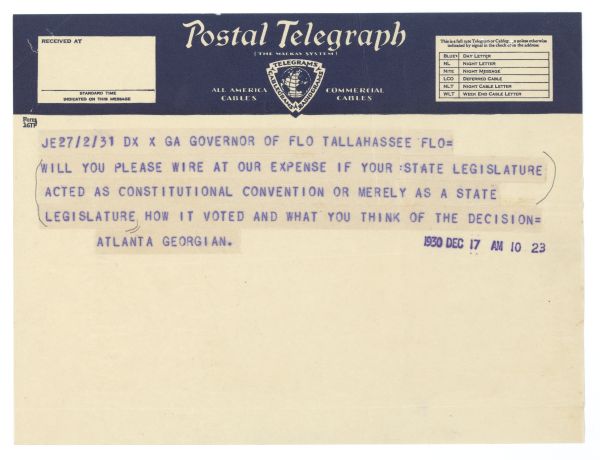 RECEIVED AT
STANDARD TIME
INDICATED ON THIS MESSAGE
Postal Telegraph
(THE MACKAY SYSTEM)
TELEGRAMS
CABLEGRAMS
RADIOGRAMS
ALL AMERICA CABLES
COMMERCIAL CABLES
This is a full rate Telegram or Cablegram unless otherwise
indicated by signal in the check or in the address.
BLUE DAY LETTER
NL NIGHT LETTER
NITE NIGHT MESSAGE
LCO DEFERRED CABLE
NLT NIGHT CABLE LETTER
WLT WEEK END CABLE LETTER
Form
16TP
JE27/2/31 DX X GA GOVERNOR OF FLO TALLAHASSEE FLO=
WILL YOU PLEASE WIRE AT OUR EXPENSE IF YOUR :STATE LEGISLATURE
ACTED AS CONSTITUTIONAL CONVENTION OR MERELY AS A STATE
LEGISLATURE, HOW IT VOTED AND WHAT YOU THINK OF THE DECISION=
ATLANTA GEORGIAN.
1930 DEC 17 AM 10 23